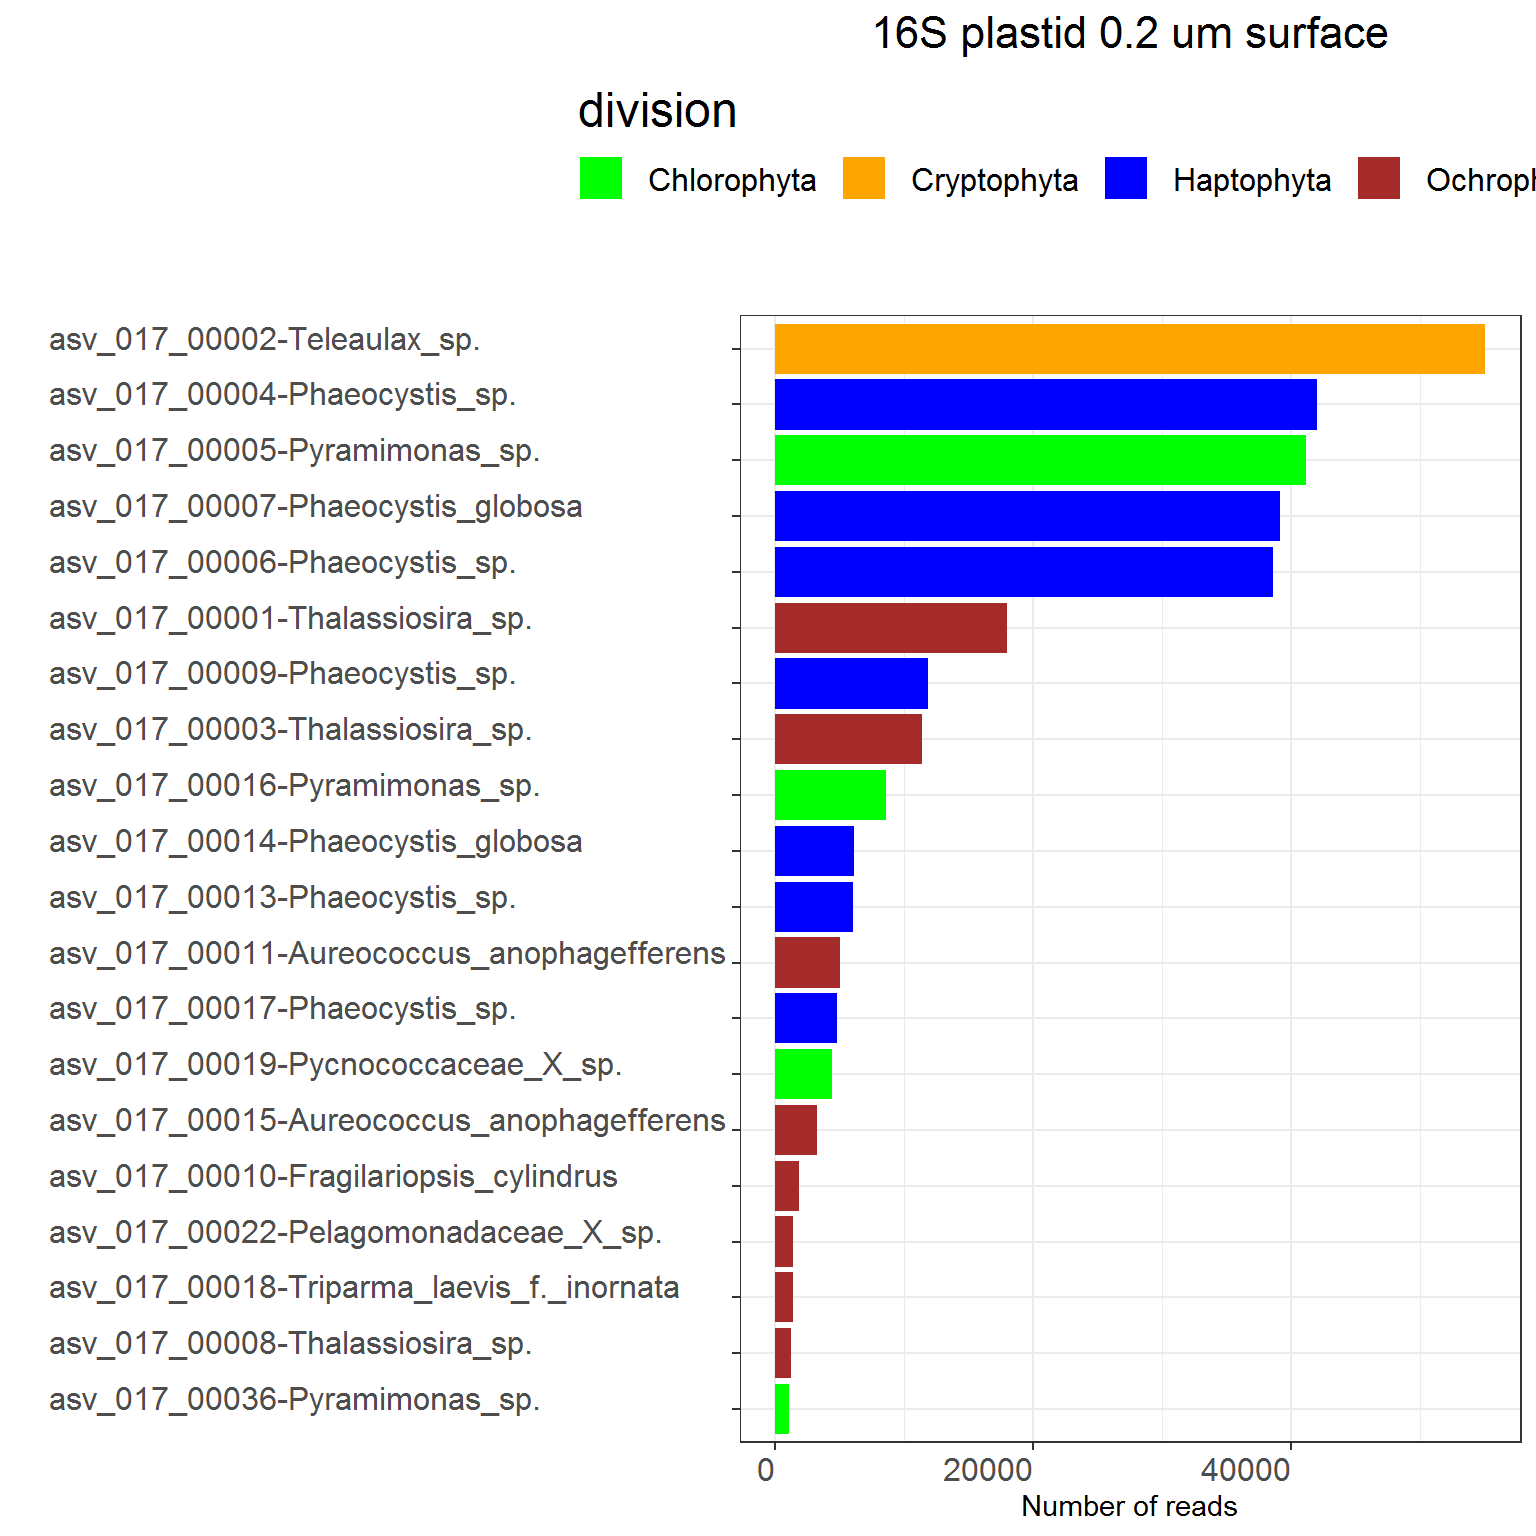 16S plastid 0.2 um surface
division
Chlorophyta Cryptophyta Haptophyta Ochroph
asv_017_00002-Teleaulax_sp.
asv_017_00004-Phaeocystis_sp.
asv_017_00005-Pyramimonas_sp.
asv_017_00007-Phaeocystis_globosa
asv_017_00006-Phaeocystis_sp.
asv_017_00001-Thalassiosira_sp.
asv_017_00009-Phaeocystis_sp.
asv_017_00003-Thalassiosira_sp.
asv_017_00016-Pyramimonas_sp.
asv_017_00014-Phaeocystis_globosa
asv_017_00013-Phaeocystis_sp.
asv_017_00011-Aureococcus_anophagefferens
asv_017_00017-Phaeocystis_sp.
asv_017_00019-Pycnococcaceae_X_sp.
asv_017_00015-Aureococcus_anophagefferens
asv_017_00010-Fragilariopsis_cylindrus
asv_017_00022-Pelagomonadaceae_X_sp.
asv_017_00018-Triparma_laevis_f._inornata
asv_017_00008-Thalassiosira_sp.
asv_017_00036-Pyramimonas_sp.
0 20000 40000
Number of reads